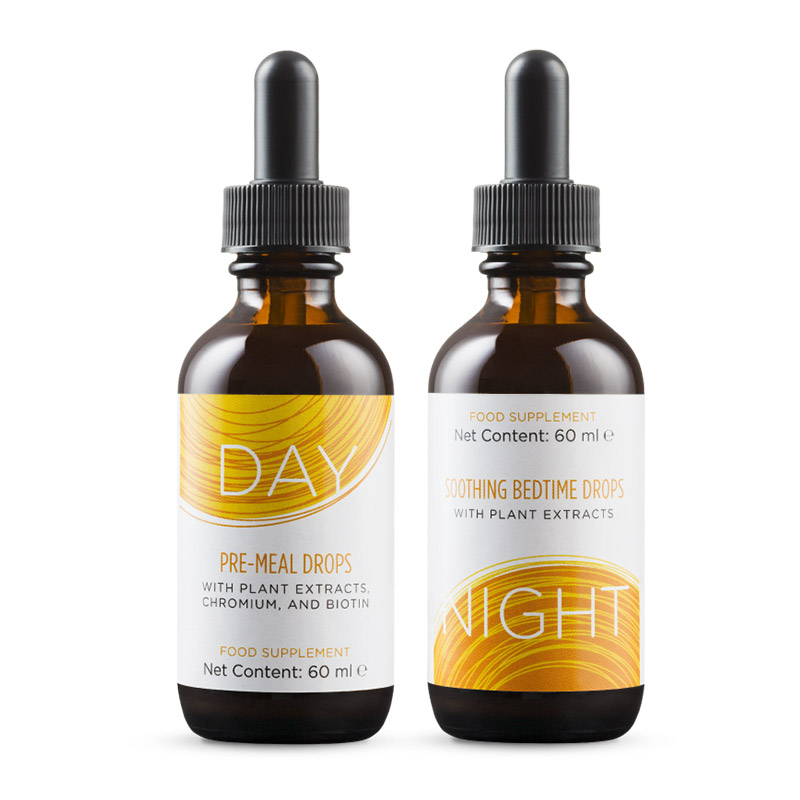 DAY
PRE-MEAL DROPS
WITH PLANT EXTRACTS,
CHROMIUM, AND BIOTIN
FOOD SUPPLEMENT
Net Content: 60 ml ℮
FOOD SUPPLEMENT
Net Content: 60 ml ℮
SOOTHING BEDTIME DROPS
WITH PLANT EXTRACTS
NIGHT